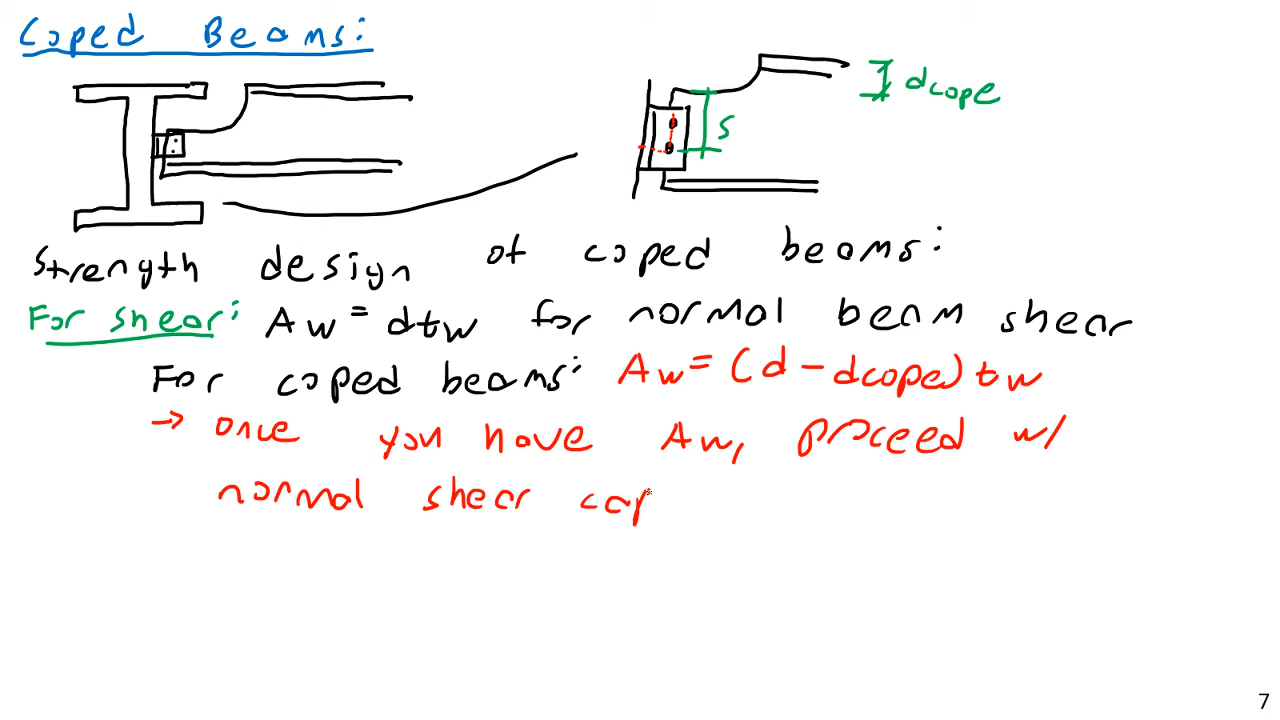 Coped Beams:
dcope
S
Strength design of coped beams:
For shear: Aw = dtw for normal beam shear
For coped beams: Aw = (d - dcope) tw
→ once you have Aw, proceed w/
normal shear cap
7